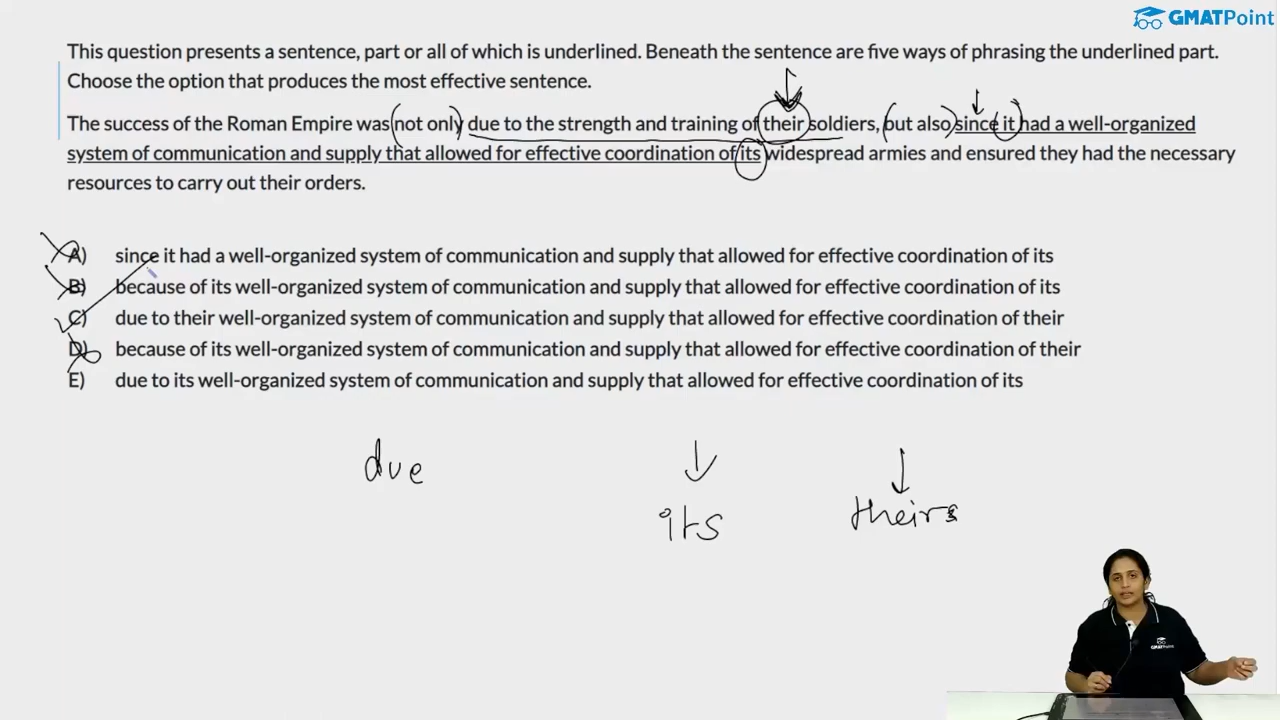 GMATPoint
This question presents a sentence, part or all of which is underlined. Beneath the sentence are five ways of phrasing the underlined part.
Choose the option that produces the most effective sentence.
The success of the Roman Empire was (not only) due to the strength and training of their soldiers, (but also) since it had a well-organized
system of communication and supply that allowed for effective coordination of its widespread armies and ensured they had the necessary
resources to carry out their orders.
A) since it had a well-organized system of communication and supply that allowed for effective coordination of its
B) because of its well-organized system of communication and supply that allowed for effective coordination of its
C) due to their well-organized system of communication and supply that allowed for effective coordination of their
D) because of its well-organized system of communication and supply that allowed for effective coordination of their
E) due to its well-organized system of communication and supply that allowed for effective coordination of its
due
its theirs
GMATPoint